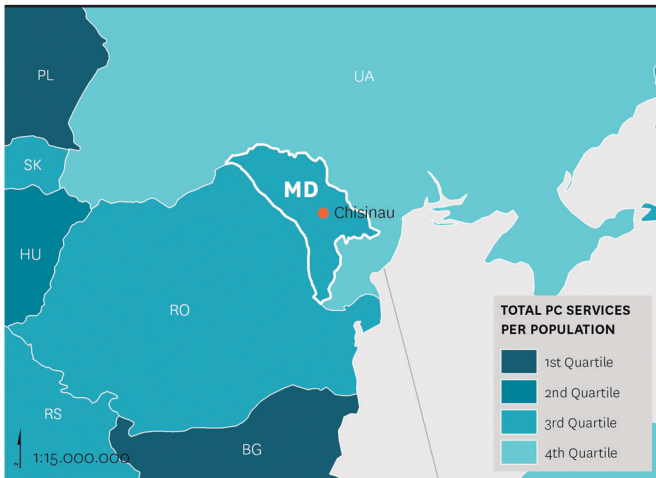 PL
UA
SK
MD
Chisinau
HU
RO
TOTAL PC SERVICES
PER POPULATION
1st Quartile
2nd Quartile
3rd Quartile
4th Quartile
RS
BG
1:15.000.000